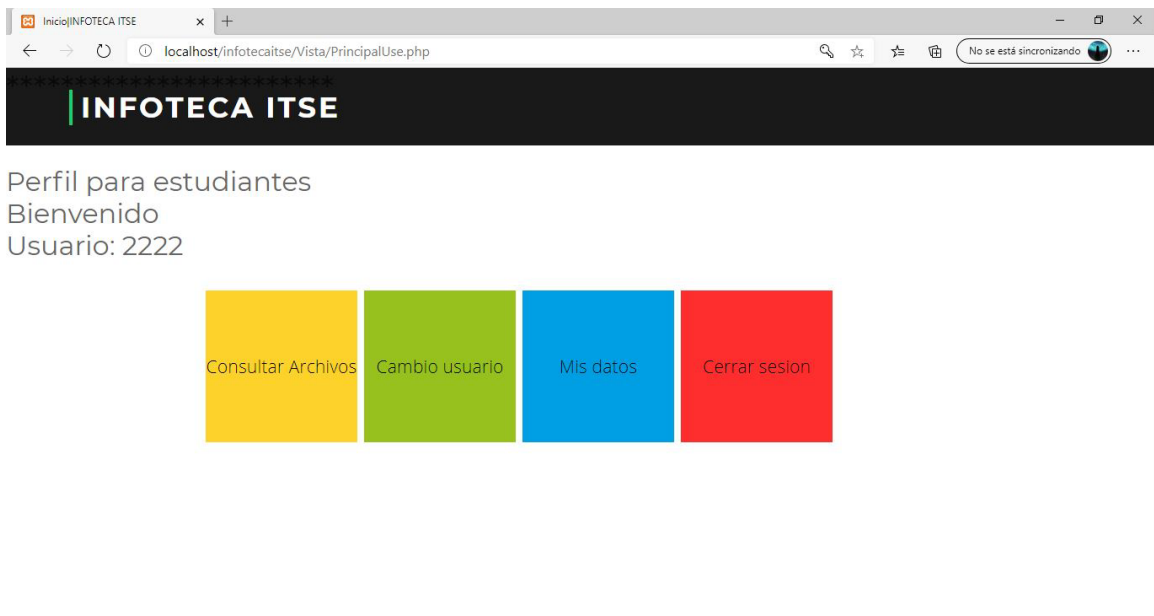 Inicio|INFOTECA ITSE
localhost/infotecaitse/Vista/PrincipalUse.php
No se está sincronizando
************************
INFOTECA ITSE
Perfil para estudiantes
Bienvenido
Usuario: 2222
Consultar Archivos
Cambio usuario
Mis datos
Cerrar sesion